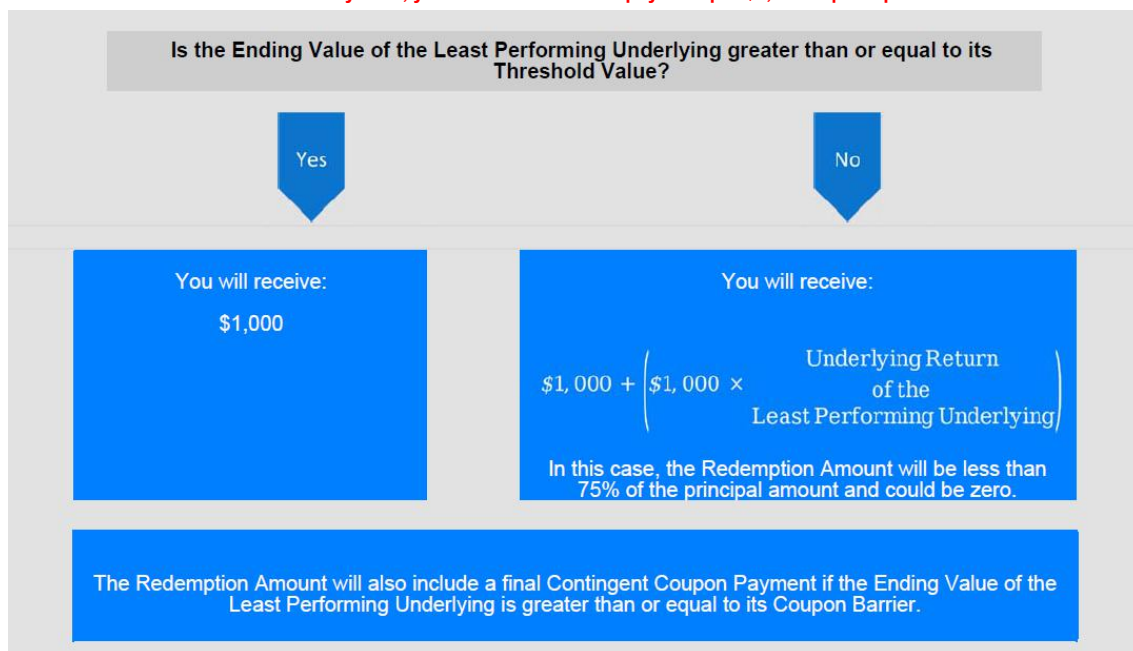 Is the Ending Value of the Least Performing Underlying greater than or equal to its
Threshold Value?
Yes
No
You will receive:
$1,000
You will receive:
$1,000 + ($1,000 × Underlying Return
of the
Least Performing Underlying)
In this case, the Redemption Amount will be less than
75% of the principal amount and could be zero.
The Redemption Amount will also include a final Contingent Coupon Payment if the Ending Value of the
Least Performing Underlying is greater than or equal to its Coupon Barrier.